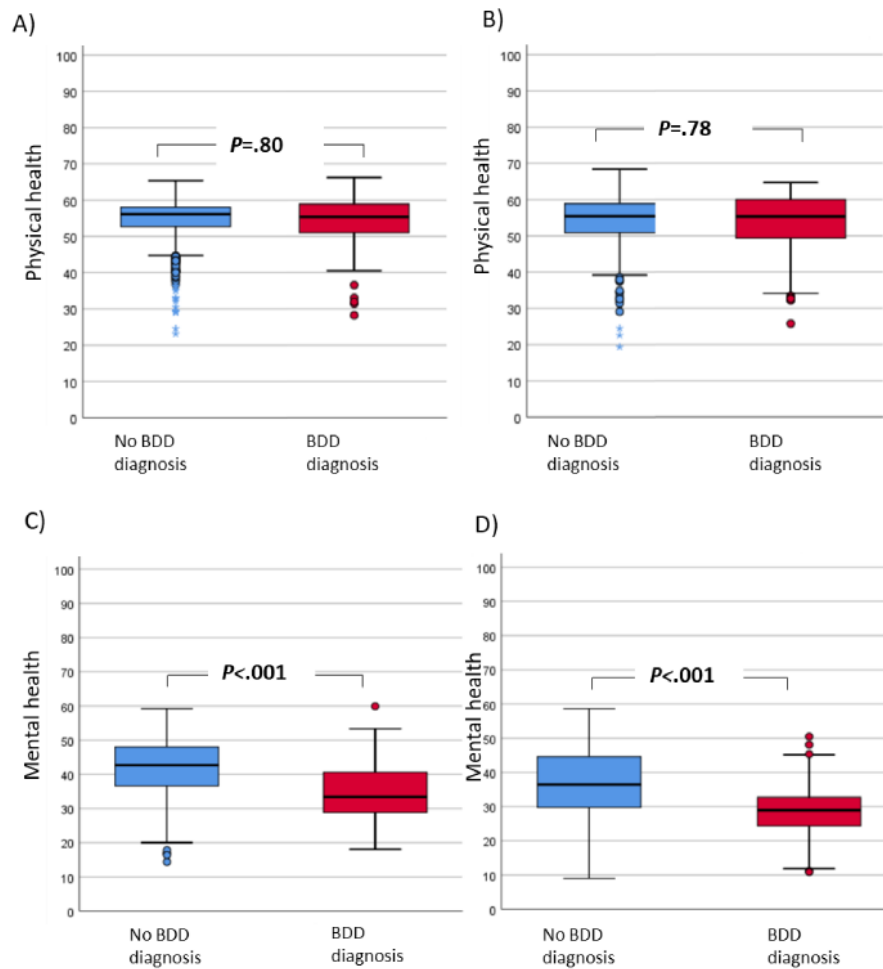 A)
100
90
80
70
60
50
40
30
20
10
0
Physical health
P=.80
No BDD
diagnosis
BDD
diagnosis
B)
100
90
80
70
60
50
40
30
20
10
0
Physical health
P=.78
No BDD
diagnosis
BDD
diagnosis
C)
100
90
80
70
60
50
40
30
20
10
0
Mental health
P<.001
No BDD
diagnosis
BDD
diagnosis
D)
100
90
80
70
60
50
40
30
20
10
0
Mental health
P<.001
No BDD
diagnosis
BDD
diagnosis